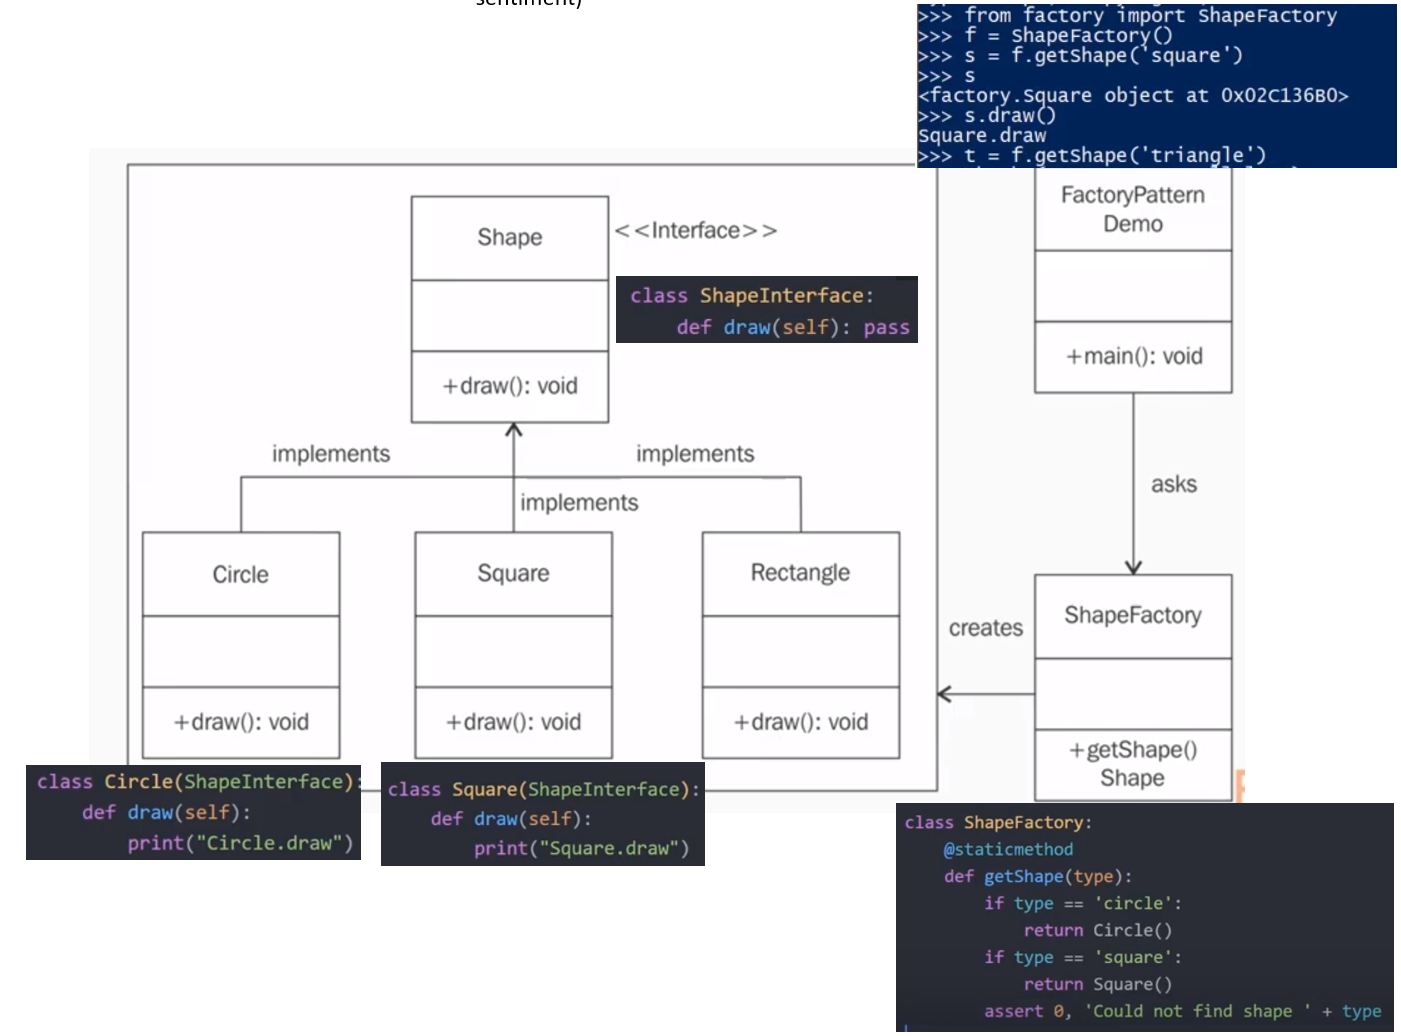 sentiment)
>>> from factory import ShapeFactory
>>> f = ShapeFactory()
>>> s = f.getShape('square')
>>> s
<factory.Square object at 0x02C136B0>
>>> s.draw()
Square.draw
>>> t = f.getShape('triangle')
Shape
<<Interface>>
class ShapeInterface:
    def draw(self): pass
+draw(): void
FactoryPattern
Demo
+main(): void
implements
implements
implements
asks
Circle
Square
Rectangle
+draw(): void
+draw(): void
+draw(): void
creates
ShapeFactory
+getShape()
Shape
class Circle(ShapeInterface):
    def draw(self):
        print("Circle.draw")
class Square(ShapeInterface):
    def draw(self):
        print("Square.draw")
class ShapeFactory:
    @staticmethod
    def getShape(type):
        if type == 'circle':
            return Circle()
        if type == 'square':
            return Square()
        assert 0, 'Could not find shape ' + type